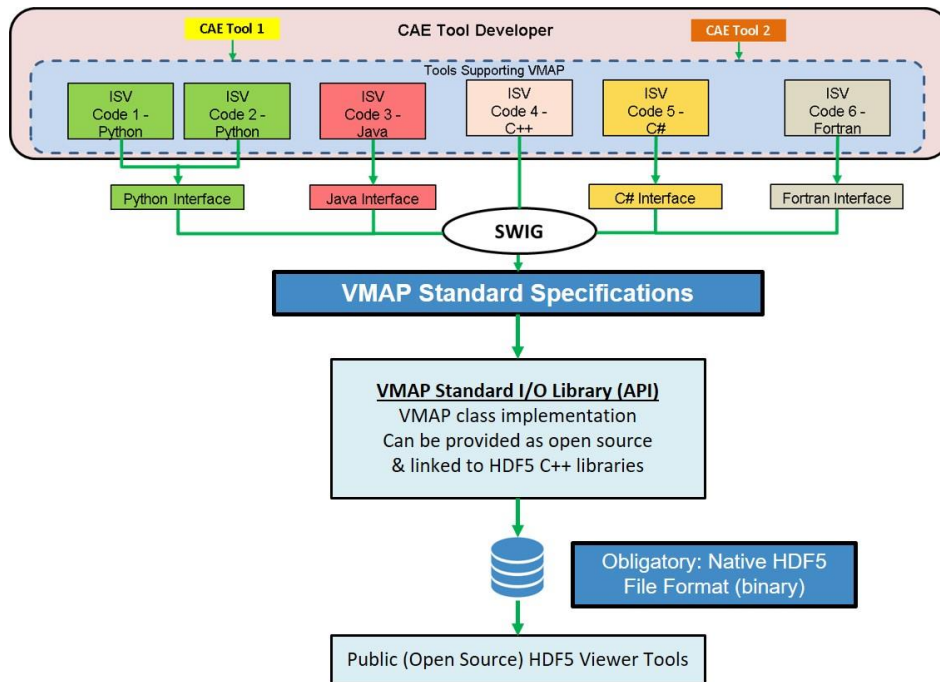 CAE Tool 1
CAE Tool Developer
CAE Tool 2
Tools Supporting VMAP
ISV
Code 1 -
Python
ISV
Code 2 -
Python
ISV
Code 3 -
Java
ISV
Code 4 -
C++
ISV
Code 5 -
C#
ISV
Code 6 -
Fortran
Python Interface
Java Interface
C# Interface
Fortran Interface
SWIG
VMAP Standard Specifications
VMAP Standard I/O Library (API)
VMAP class implementation
Can be provided as open source
& linked to HDF5 C++ libraries
Obligatory: Native HDF5
File Format (binary)
Public (Open Source) HDF5 Viewer Tools